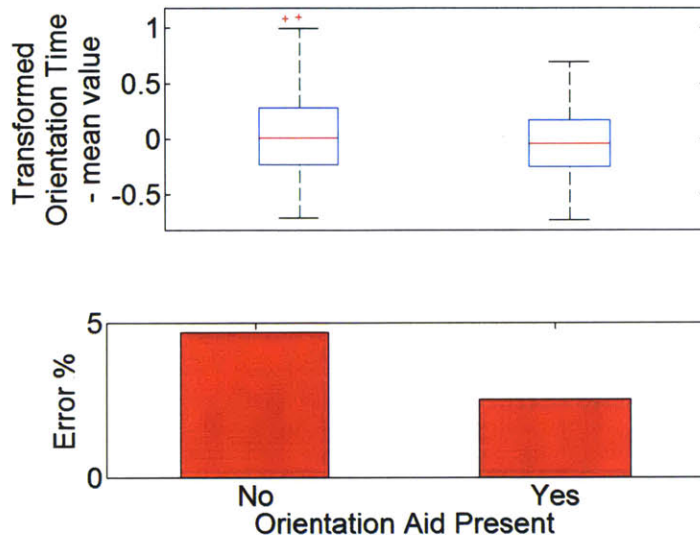 Transformed
Orientation Time
- mean value
1
0.5
0
-0.5
Error %
5
0
No Yes
Orientation Aid Present